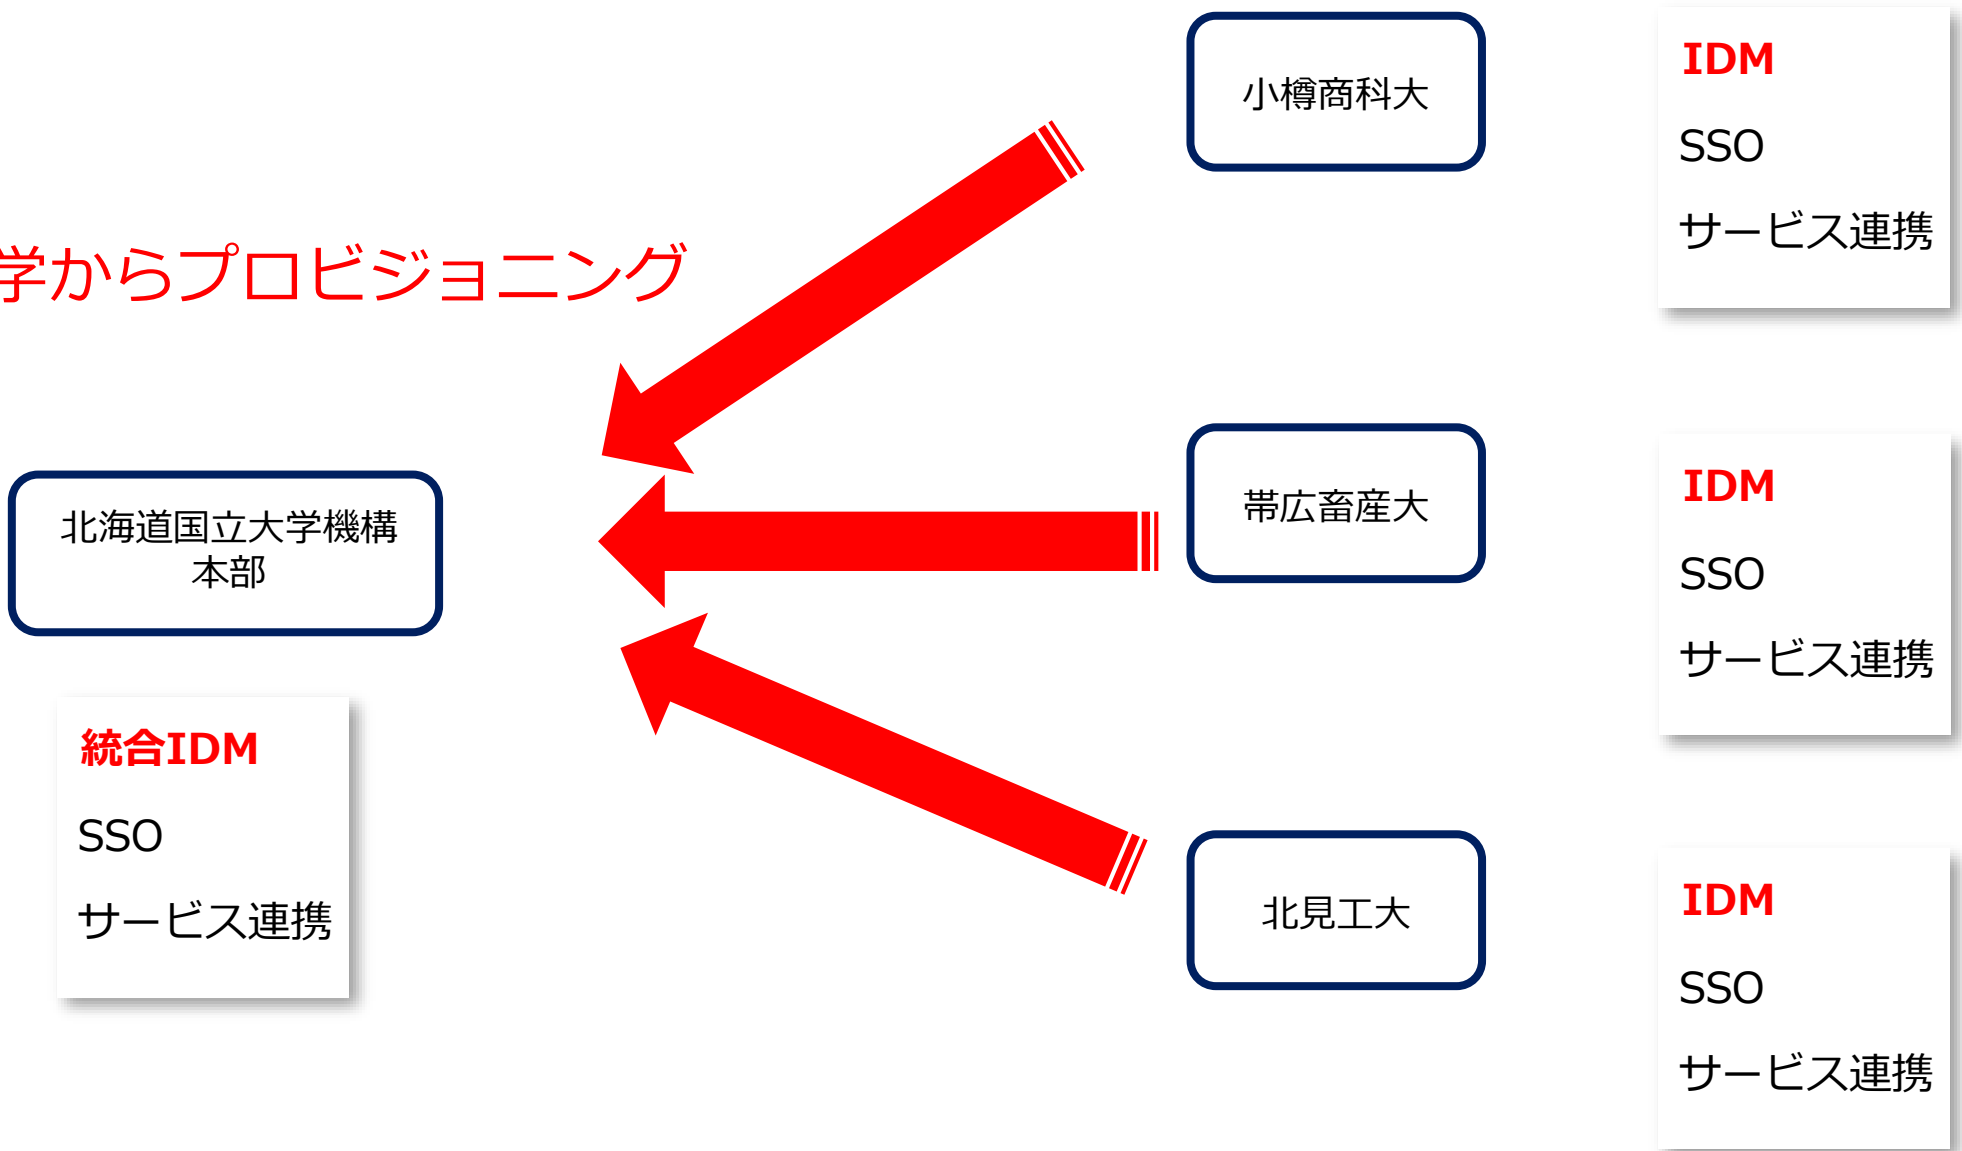 小樽商科大
IDM
SSO
サービス連携
学からプロビジョニング
北海道国立大学機構
本部
統合IDM
SSO
サービス連携
帯広畜産大
IDM
SSO
サービス連携
北見工大
IDM
SSO
サービス連携